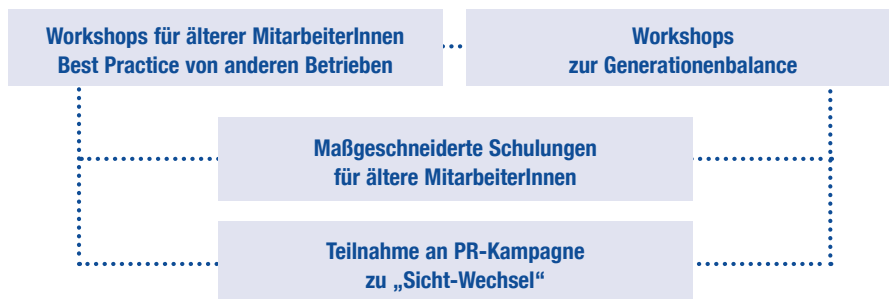 Workshops für älterer MitarbeiterInnen
Best Practice von anderen Betrieben
Workshops
zur Generationenbalance
Maßgeschneiderte Schulungen
für ältere MitarbeiterInnen
Teilnahme an PR-Kampagne
zu „Sicht-Wechsel“